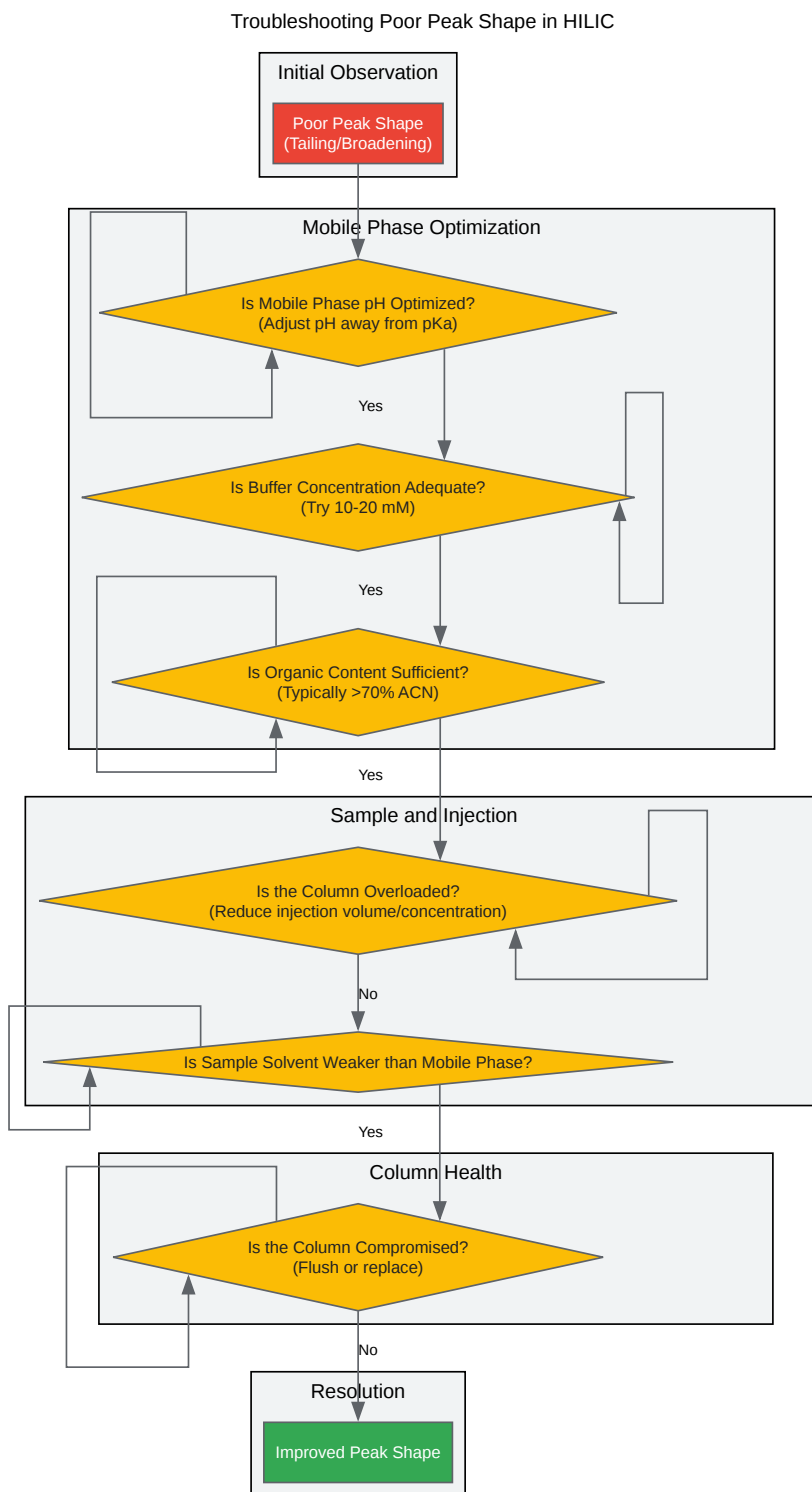 Troubleshooting Poor Peak Shape in HILIC
Initial Observation
Poor Peak Shape
(Tailing/Broadening)
Mobile Phase Optimization
Is Mobile Phase pH Optimized?
(Adjust pH away from pKa)
Yes
Is Buffer Concentration Adequate?
(Try 10-20 mM)
Yes
Is Organic Content Sufficient?
(Typically >70% ACN)
Yes
Sample and Injection
Is the Column Overloaded?
(Reduce injection volume/concentration)
No
Is Sample Solvent Weaker than Mobile Phase?
Yes
Column Health
Is the Column Compromised?
(Flush or replace)
No
Resolution
Improved Peak Shape